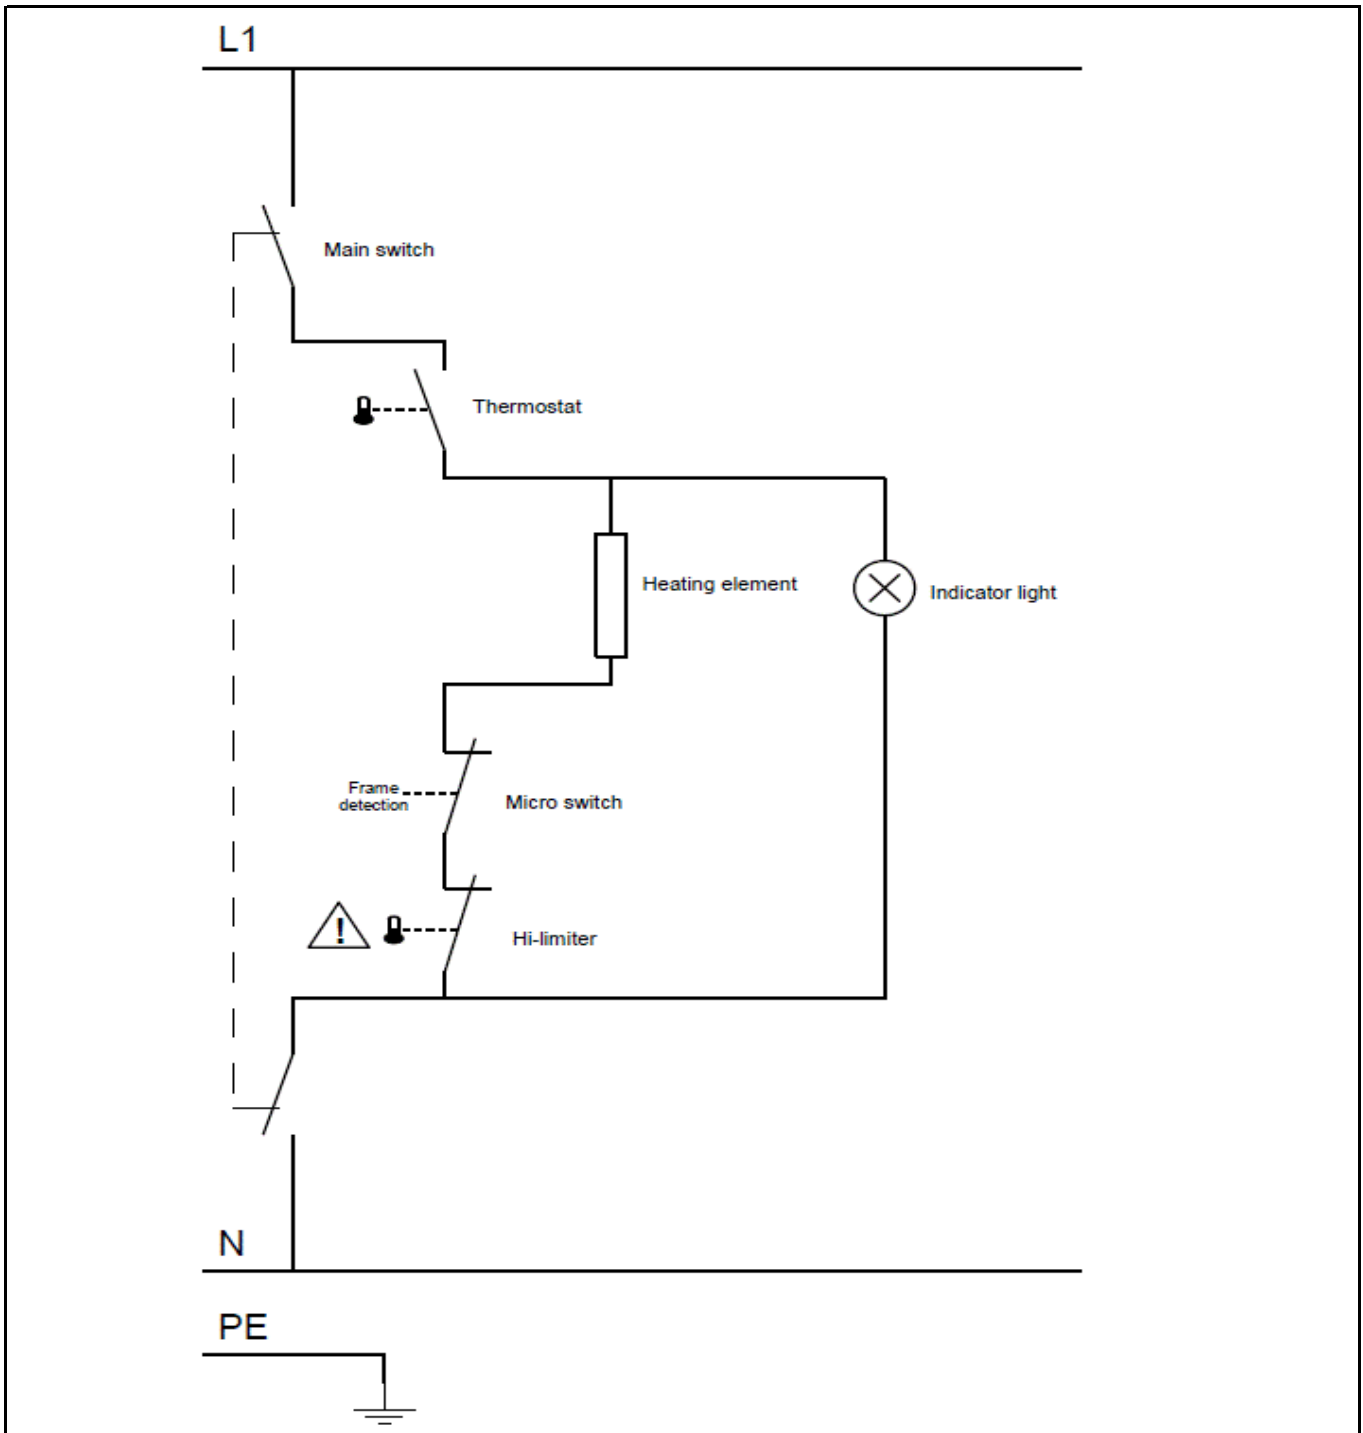 L1
Main switch
Thermostat
Heating element
Indicator light
Frame
detection
Micro switch
!
Hi-limiter
N
PE